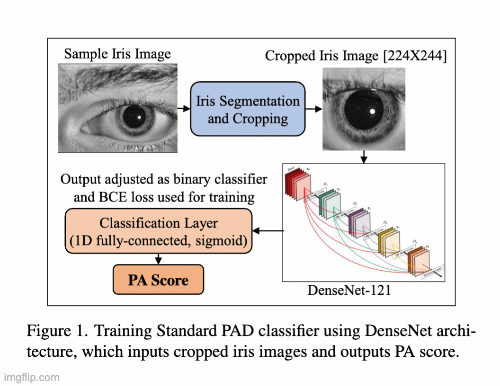 Sample Iris Image
Cropped Iris Image [224X244]
Iris Segmentation
and Cropping
Output adjusted as binary classifier
and BCE loss used for training
Classification Layer
(1D fully-connected, sigmoid)
PA Score
DenseNet-121
Figure 1. Training Standard PAD classifier using DenseNet archi-
tecture, which inputs cropped iris images and outputs PA score.
imgflip.com